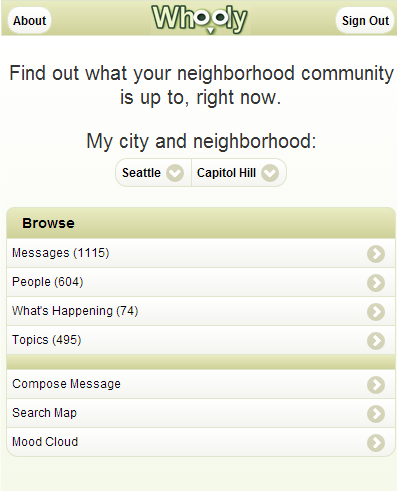 About Whooly Sign Out
Find out what your neighborhood community
is up to, right now.
My city and neighborhood:
Seattle Capitol Hill
Browse
Messages (1115)
People (604)
What's Happening (74)
Topics (495)
Compose Message
Search Map
Mood Cloud